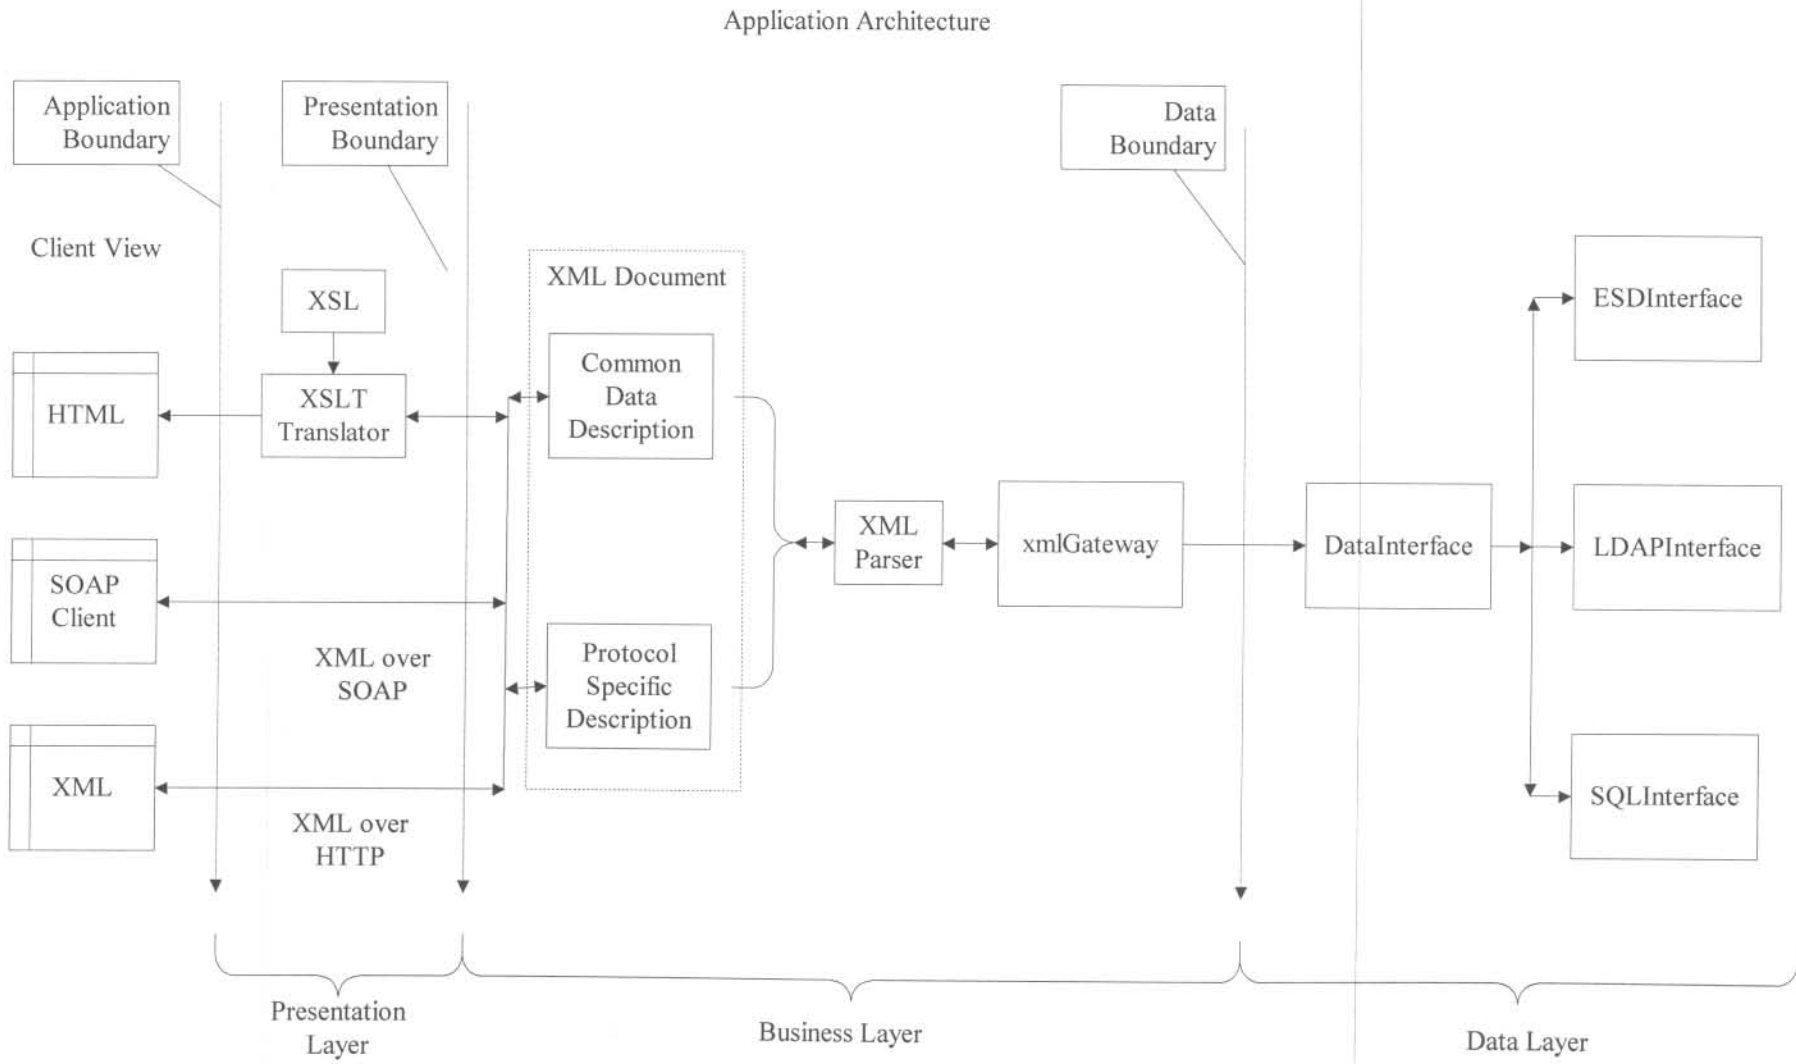 Application Architecture
Application
Boundary
Presentation
Boundary
Data
Boundary
Client View
XML Document
ESDInterface
XSL
Common
Data
Description
HTML
XSLT
Translator
XML
Parser
xmlGateway
DataInterface
LDAPInterface
SOAP
Client
XML over
SOAP
Protocol
Specific
Description
XML
XML over
HTTP
SQLInterface
Presentation
Layer
Business Layer
Data Layer